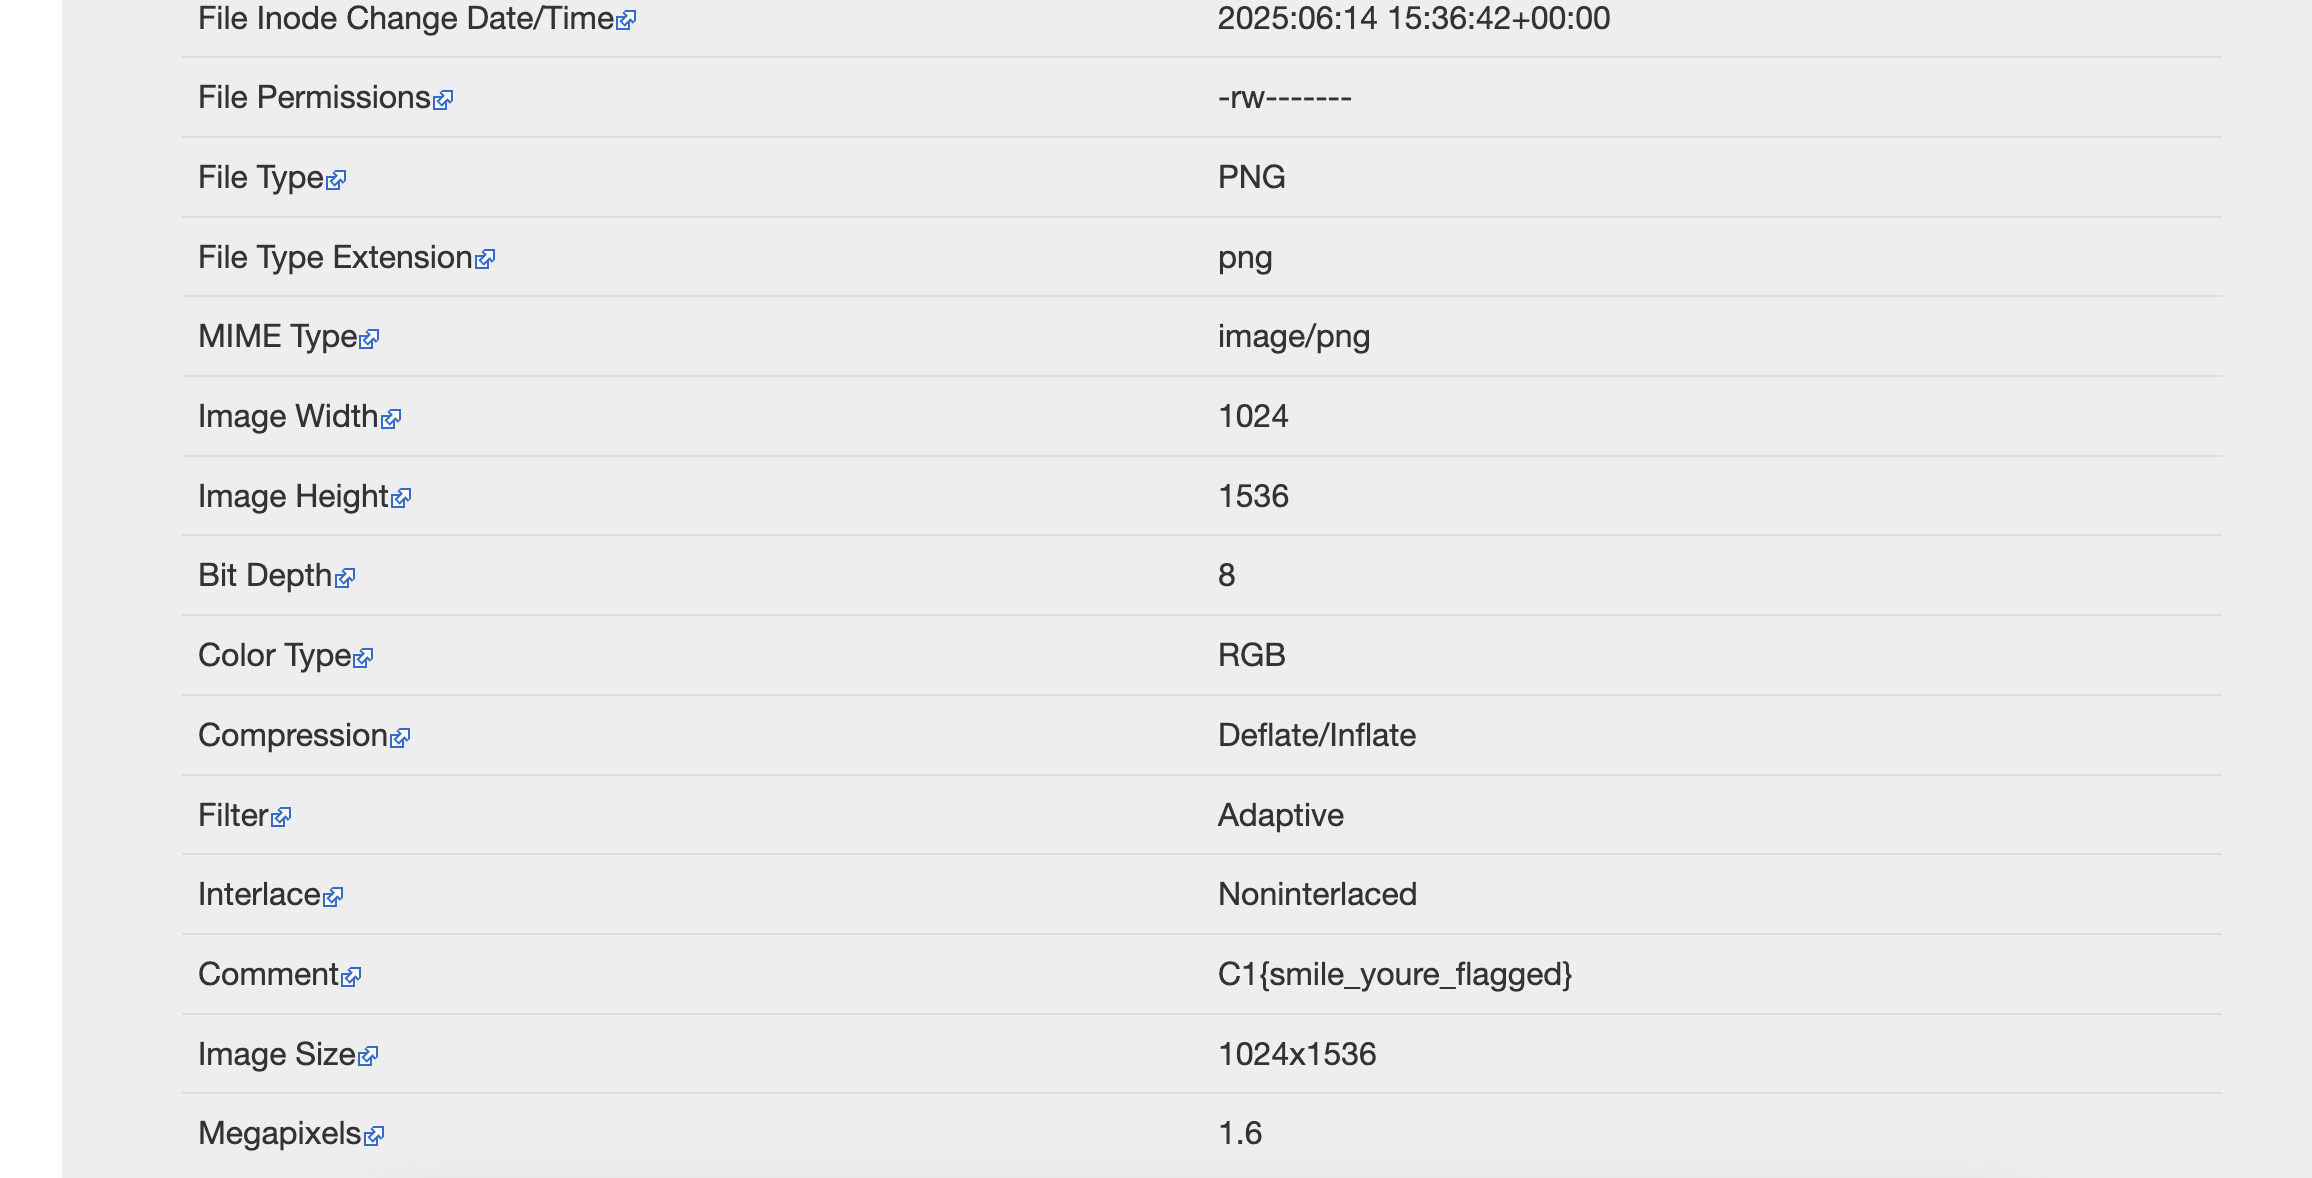 File Inode Change Date/Time 2025:06:14 15:36:42+00:00
File Permissions -rw-------
File Type PNG
File Type Extension png
MIME Type image/png
Image Width 1024
Image Height 1536
Bit Depth 8
Color Type RGB
Compression Deflate/Inflate
Filter Adaptive
Interlace Noninterlaced
Comment C1{smile_youre_flagged}
Image Size 1024x1536
Megapixels 1.6